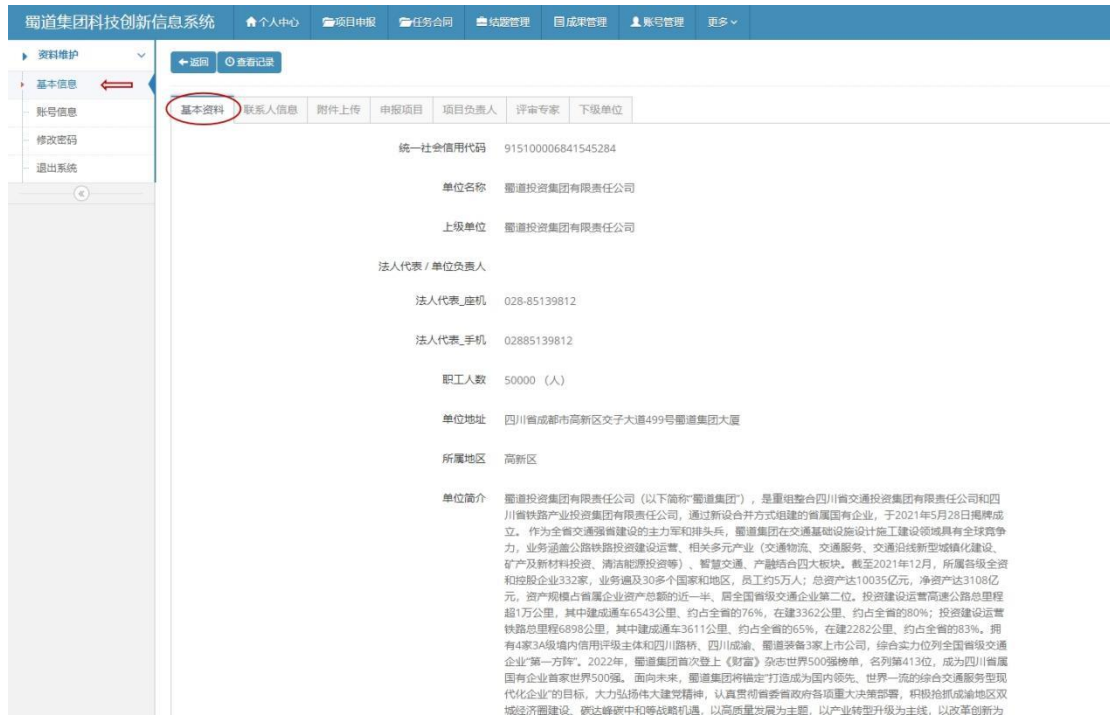 蜀道集团科技创新信息系统 个人中心 项目申报 任务合同 结题管理 成果管理 账号管理 更多
资料维护
基本信息
账号信息
修改密码
退出系统
返回 查看记录
基本资料 联系人信息 附件上传 申报项目 项目负责人 评审专家 下级单位
统一社会信用代码 915100006841545284
单位名称 蜀道投资集团有限责任公司
上级单位 蜀道投资集团有限责任公司
法人代表 / 单位负责人
法人代表_座机 028-85139812
法人代表_手机 02885139812
职工人数 50000 （人）
单位地址 四川省成都市高新区交子大道499号蜀道集团大厦
所属地区 高新区
单位简介 蜀道投资集团有限责任公司（以下简称“蜀道集团”），是重组整合四川省交通投资集团有限责任公司和四
川省铁路产业投资集团有限责任公司，通过新设合并方式组建的省属国有企业，于2021年5月28日揭牌成
立。 作为全省交通强省建设的主力军和排头兵，蜀道集团在交通基础设施设计施工建设领域具有全球竞争
力，业务涵盖公路铁路投资建设运营、相关多元产业（交通物流、交通服务、交通沿线新型城镇化建设、
矿产及新材料投资、清洁能源投资等）、智慧交通、产融结合四大板块。截至2021年12月，所属各级全资
和控股企业332家，业务遍及30多个国家和地区，员工约5万人；总资产达10035亿元，净资产达3108亿
元，资产规模占省属企业资产总额的近一半、居全国省级交通企业第二位。投资建设运营高速公路总里程
超1万公里，其中建成通车6543公里、约占全省的76%，在建3362公里、约占全省的80%；投资建设运营
铁路总里程6898公里，其中建成通车3611公里、约占全省的65%，在建2282公里、约占全省的83%。拥
有4家3A级境内信用评级主体和四川路桥、四川成渝、蜀道装备3家上市公司，综合实力位列全国省级交通
企业“第一方阵”。2022年，蜀道集团首次登上《财富》杂志世界500强榜单，名列第413位，成为四川省属
国有企业首家世界500强。 面向未来，蜀道集团将锚定“打造成为国内领先、世界一流的综合交通服务型现
代化企业”的目标，大力弘扬伟大建党精神，认真贯彻省委省政府各项重大决策部署，积极抢抓成渝地区双
城经济圈建设、碳达峰碳中和等战略机遇，以高质量发展为主题，以产业转型升级为主线，以改革创新为